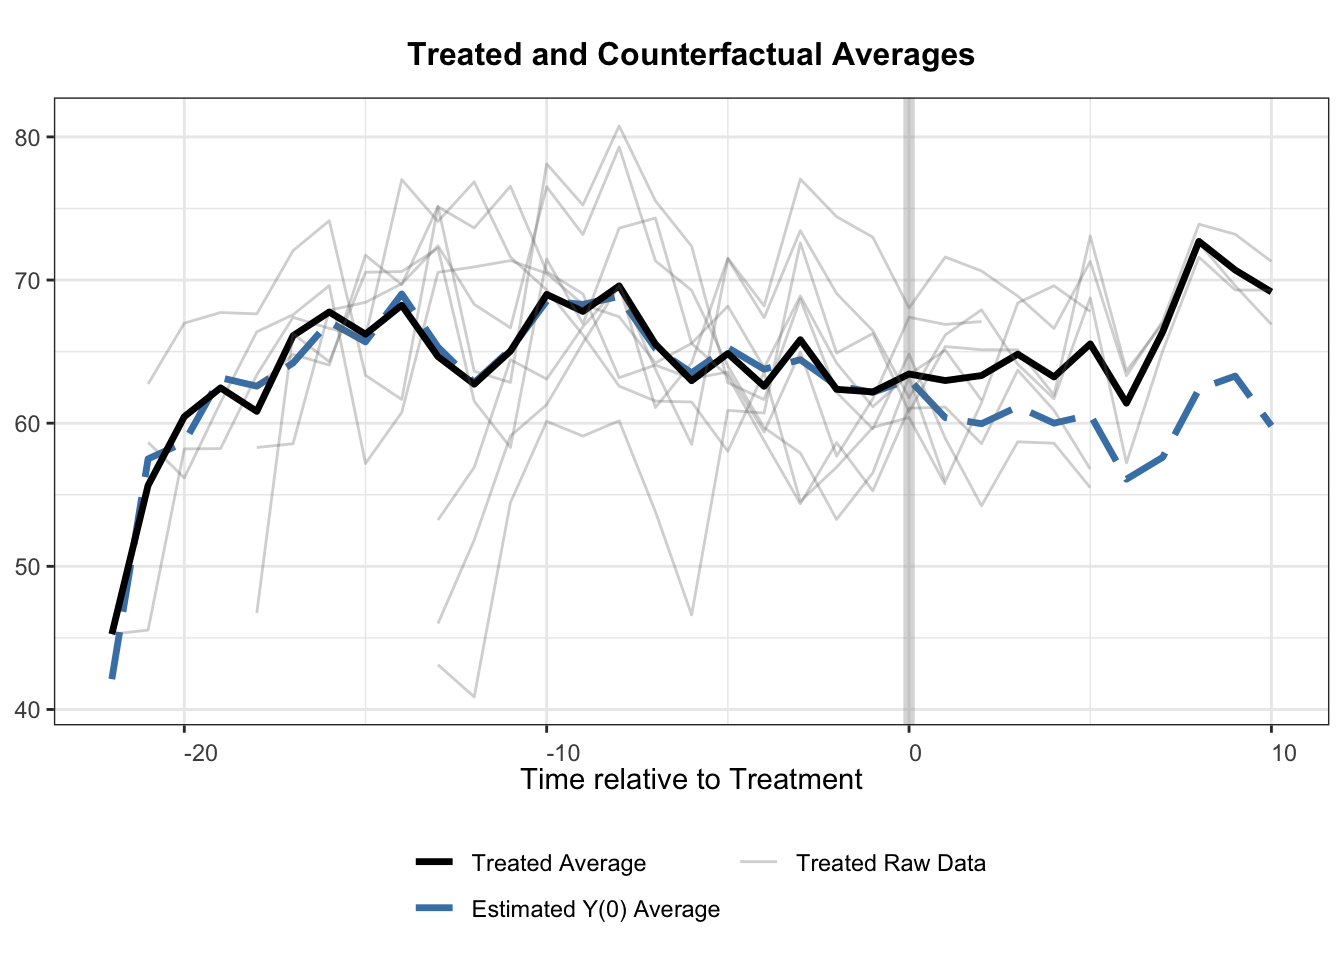 Treated and Counterfactual Averages
80
70
60
50
40
-20
-10
0
10
Time relative to Treatment
Treated Average
Treated Raw Data
Estimated Y(0) Average